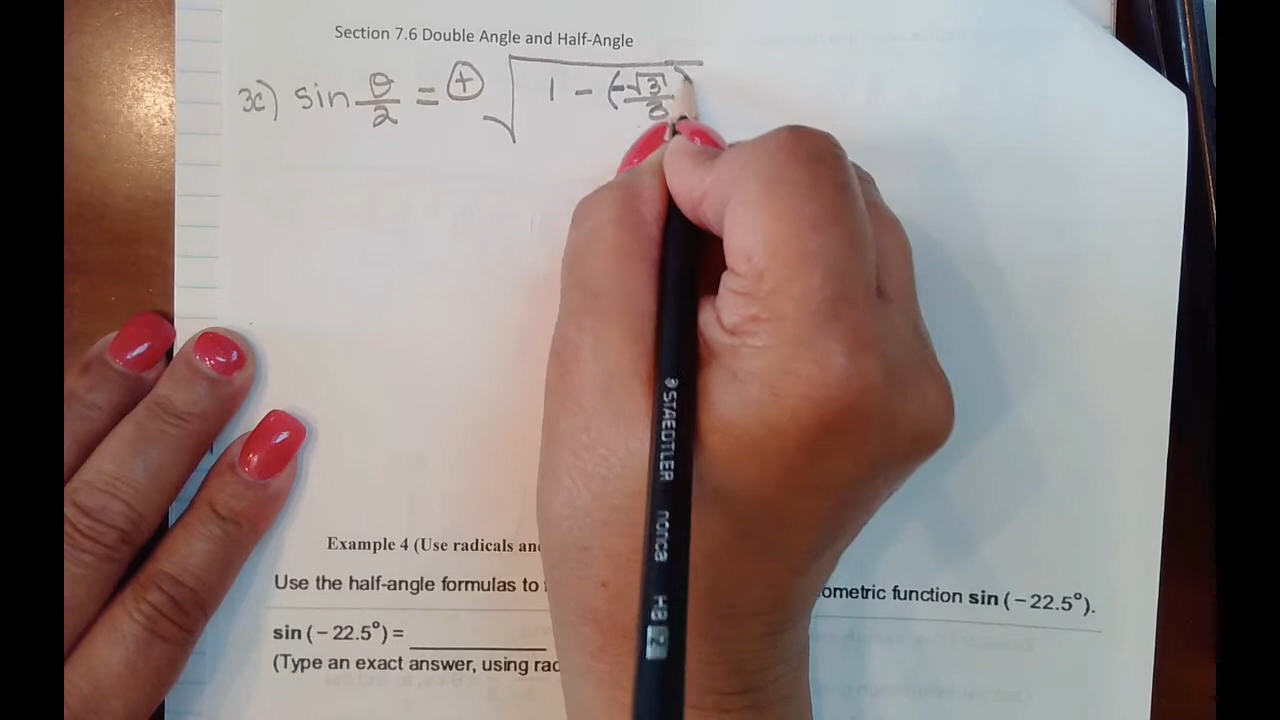 Section 7.6 Double Angle and Half-Angle
3c) sin θ/2 = ⊕ √ 1 - (-√3/3)
Example 4 (Use radicals an
Use the half-angle formulas to ometric function sin (−22.5°).
sin (−22.5°) = 
(Type an exact answer, using rad
STAEDTLER norica HB 2